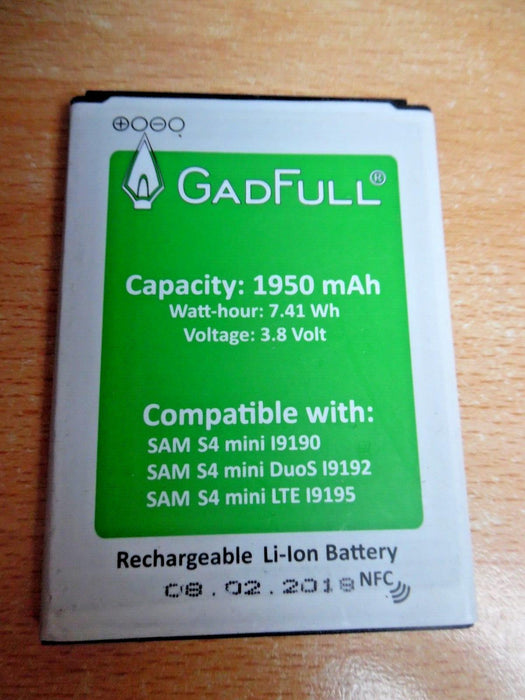 GADFULL®
Capacity: 1950 mAh
Watt-hour: 7.41 Wh
Voltage: 3.8 Volt
Compatible with:
SAM S4 mini I9190
SAM S4 mini DuoS I9192
SAM S4 mini LTE I9195
Rechargeable Li-Ion Battery
08.02.2018 NFC